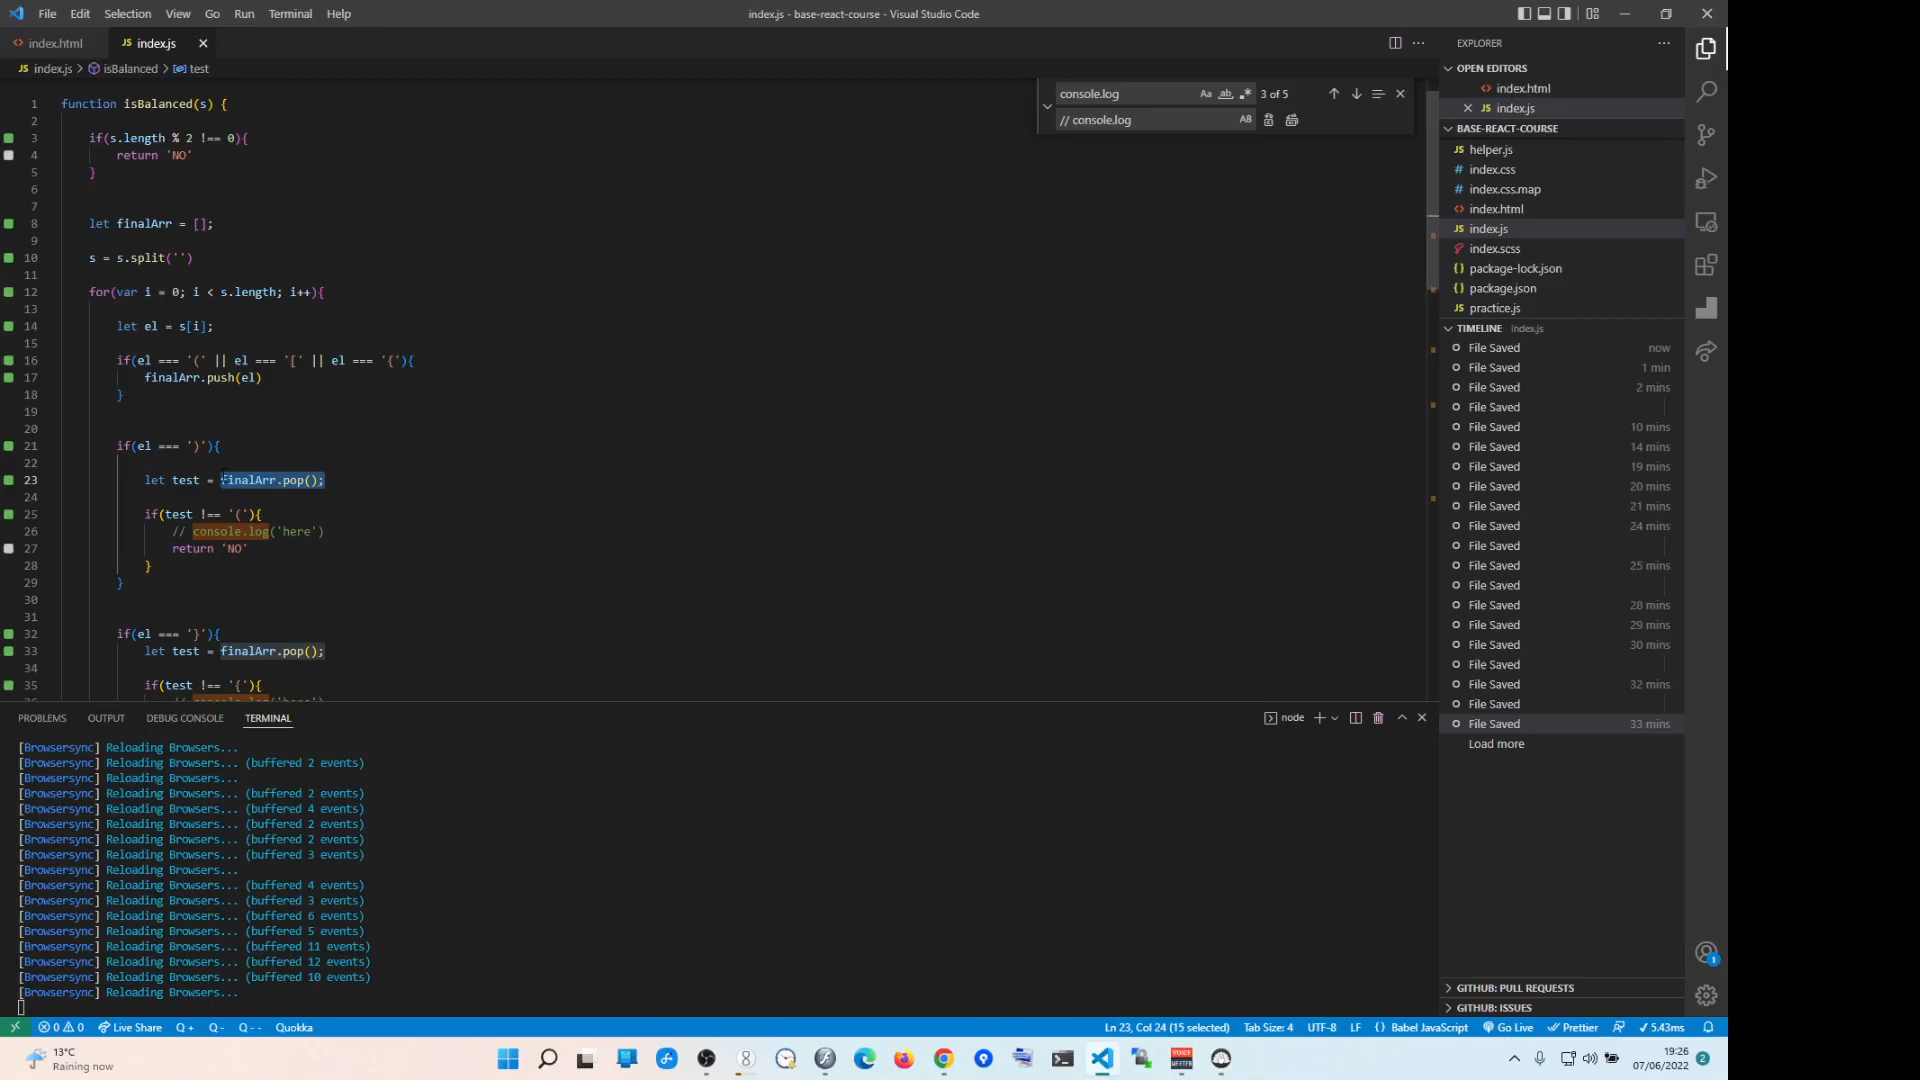 File Edit Selection View Go Run Terminal Help
index.js - base-react-course - Visual Studio Code
index.html
JS index.js
JS index.js > isBalanced > test
console.log
Aa ab .* 3 of 5
// console.log
AB
1 function isBalanced(s) {
2
3 if(s.length % 2 !== 0){
4 return 'NO'
5 }
6
7
8 let finalArr = [];
9
10 s = s.split('')
11
12 for(var i = 0; i < s.length; i++){
13
14 let el = s[i];
15
16 if(el === '(' || el === '[' || el === '{'){
17 finalArr.push(el)
18 }
19
20
21 if(el === ')'){
22
23 let test = finalArr.pop();
24
25 if(test !== '('){
26 // console.log('here')
27 return 'NO'
28 }
29 }
30
31
32 if(el === '}'){
33 let test = finalArr.pop();
34
35 if(test !== '{'){
EXPLORER
OPEN EDITORS
index.html
JS index.js
BASE-REACT-COURSE
JS helper.js
# index.css
# index.css.map
index.html
JS index.js
index.scss
{} package-lock.json
{} package.json
JS practice.js
TIMELINE index.js
File Saved now
File Saved 1 min
File Saved 2 mins
File Saved
File Saved 10 mins
File Saved 14 mins
File Saved 19 mins
File Saved 20 mins
File Saved 21 mins
File Saved 24 mins
File Saved
File Saved 25 mins
File Saved
File Saved 28 mins
File Saved 29 mins
File Saved 30 mins
File Saved
File Saved 32 mins
File Saved
File Saved 33 mins
Load more
GITHUB: PULL REQUESTS
GITHUB: ISSUES
PROBLEMS OUTPUT DEBUG CONSOLE TERMINAL
node
[Browsersync] Reloading Browsers...
[Browsersync] Reloading Browsers... (buffered 2 events)
[Browsersync] Reloading Browsers...
[Browsersync] Reloading Browsers... (buffered 2 events)
[Browsersync] Reloading Browsers... (buffered 4 events)
[Browsersync] Reloading Browsers... (buffered 2 events)
[Browsersync] Reloading Browsers... (buffered 2 events)
[Browsersync] Reloading Browsers... (buffered 3 events)
[Browsersync] Reloading Browsers...
[Browsersync] Reloading Browsers... (buffered 4 events)
[Browsersync] Reloading Browsers... (buffered 3 events)
[Browsersync] Reloading Browsers... (buffered 6 events)
[Browsersync] Reloading Browsers... (buffered 5 events)
[Browsersync] Reloading Browsers... (buffered 11 events)
[Browsersync] Reloading Browsers... (buffered 12 events)
[Browsersync] Reloading Browsers... (buffered 10 events)
[Browsersync] Reloading Browsers...
0 0 Live Share Q + Q - Q - - Quokka
Ln 23, Col 24 (15 selected) Tab Size: 4 UTF-8 LF {} Babel JavaScript Go Live Prettier 5.43ms
1
13°C
Raining now
19:26
07/06/2022
2